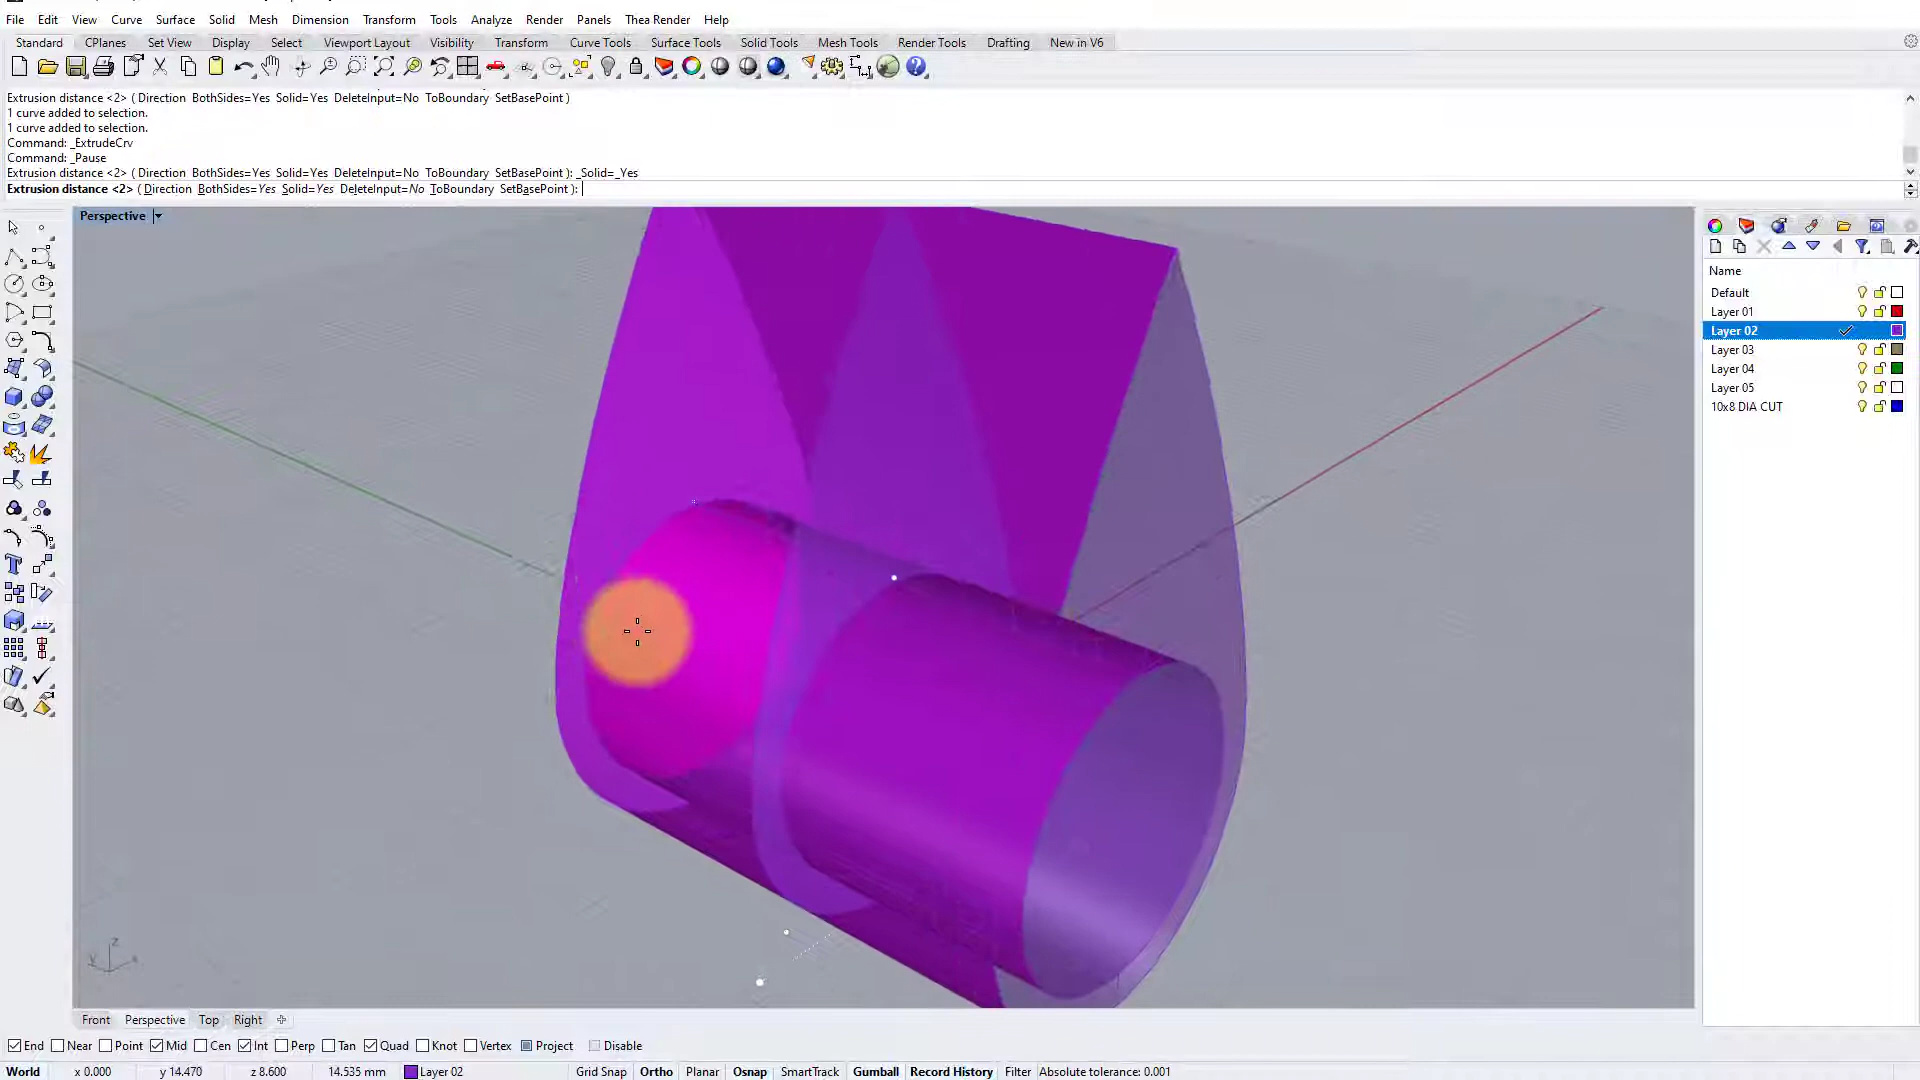 File Edit View Curve Surface Solid Mesh Dimension Transform Tools Analyze Render Panels Thea Render Help
Standard CPlanes Set View Display Select Viewport Layout Visibility Transform Curve Tools Surface Tools Solid Tools Mesh Tools Render Tools Drafting New in V6
Extrusion distance <2> ( Direction BothSides=Yes Solid=Yes DeleteInput=No ToBoundary SetBasePoint )
1 curve added to selection.
1 curve added to selection.
Command: _ExtrudeCrv
Command: _Pause
Extrusion distance <2> ( Direction BothSides=Yes Solid=Yes DeleteInput=No ToBoundary SetBasePoint ): _Solid=_Yes
Extrusion distance <2> ( Direction BothSides=Yes Solid=Yes DeleteInput=No ToBoundary SetBasePoint ):
Perspective
Name
Default
Layer 01
Layer 02
Layer 03
Layer 04
Layer 05
10x8 DIA CUT
z
y x
Front Perspective Top Right
End Near Point Mid Cen Int Perp Tan Quad Knot Vertex Project Disable
World x 0.000 y 14.470 z 8.600 14.535 mm Layer 02 Grid Snap Ortho Planar Osnap SmartTrack Gumball Record History Filter Absolute tolerance: 0.001